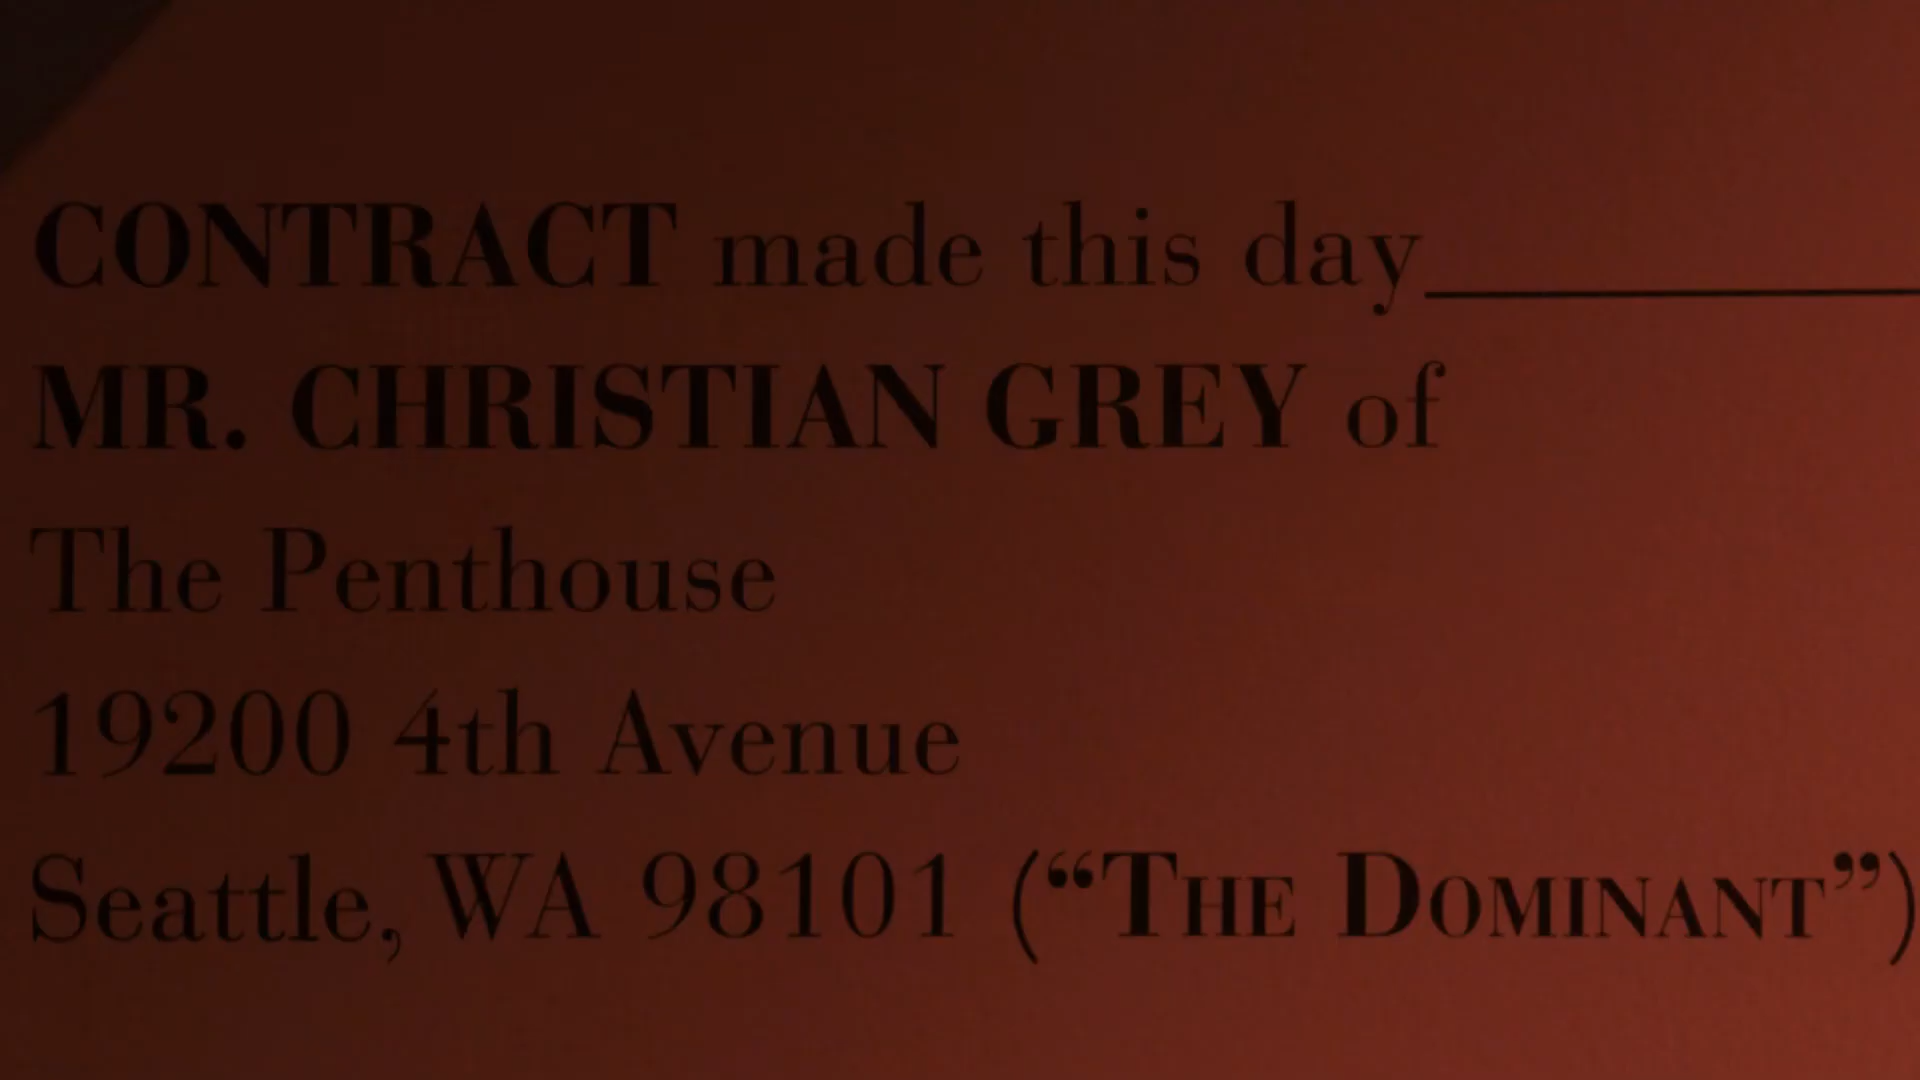 CONTRACT made this day
MR. CHRISTIAN GREY of
The Penthouse
19200 4th Avenue
Seattle, WA 98101 (“THE DOMINANT”)